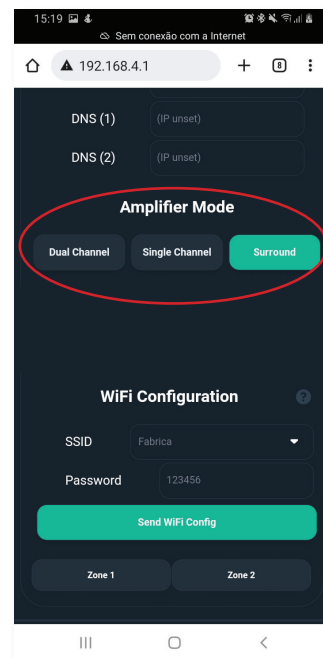 15:19
Sem conexão com a Internet
192.168.4.1
8
DNS (1) (IP unset)
DNS (2) (IP unset)
Amplifier Mode
Dual Channel Single Channel Surround
WiFi Configuration ?
SSID Fabrica
Password 123456
Send WiFi Config
Zone 1 Zone 2